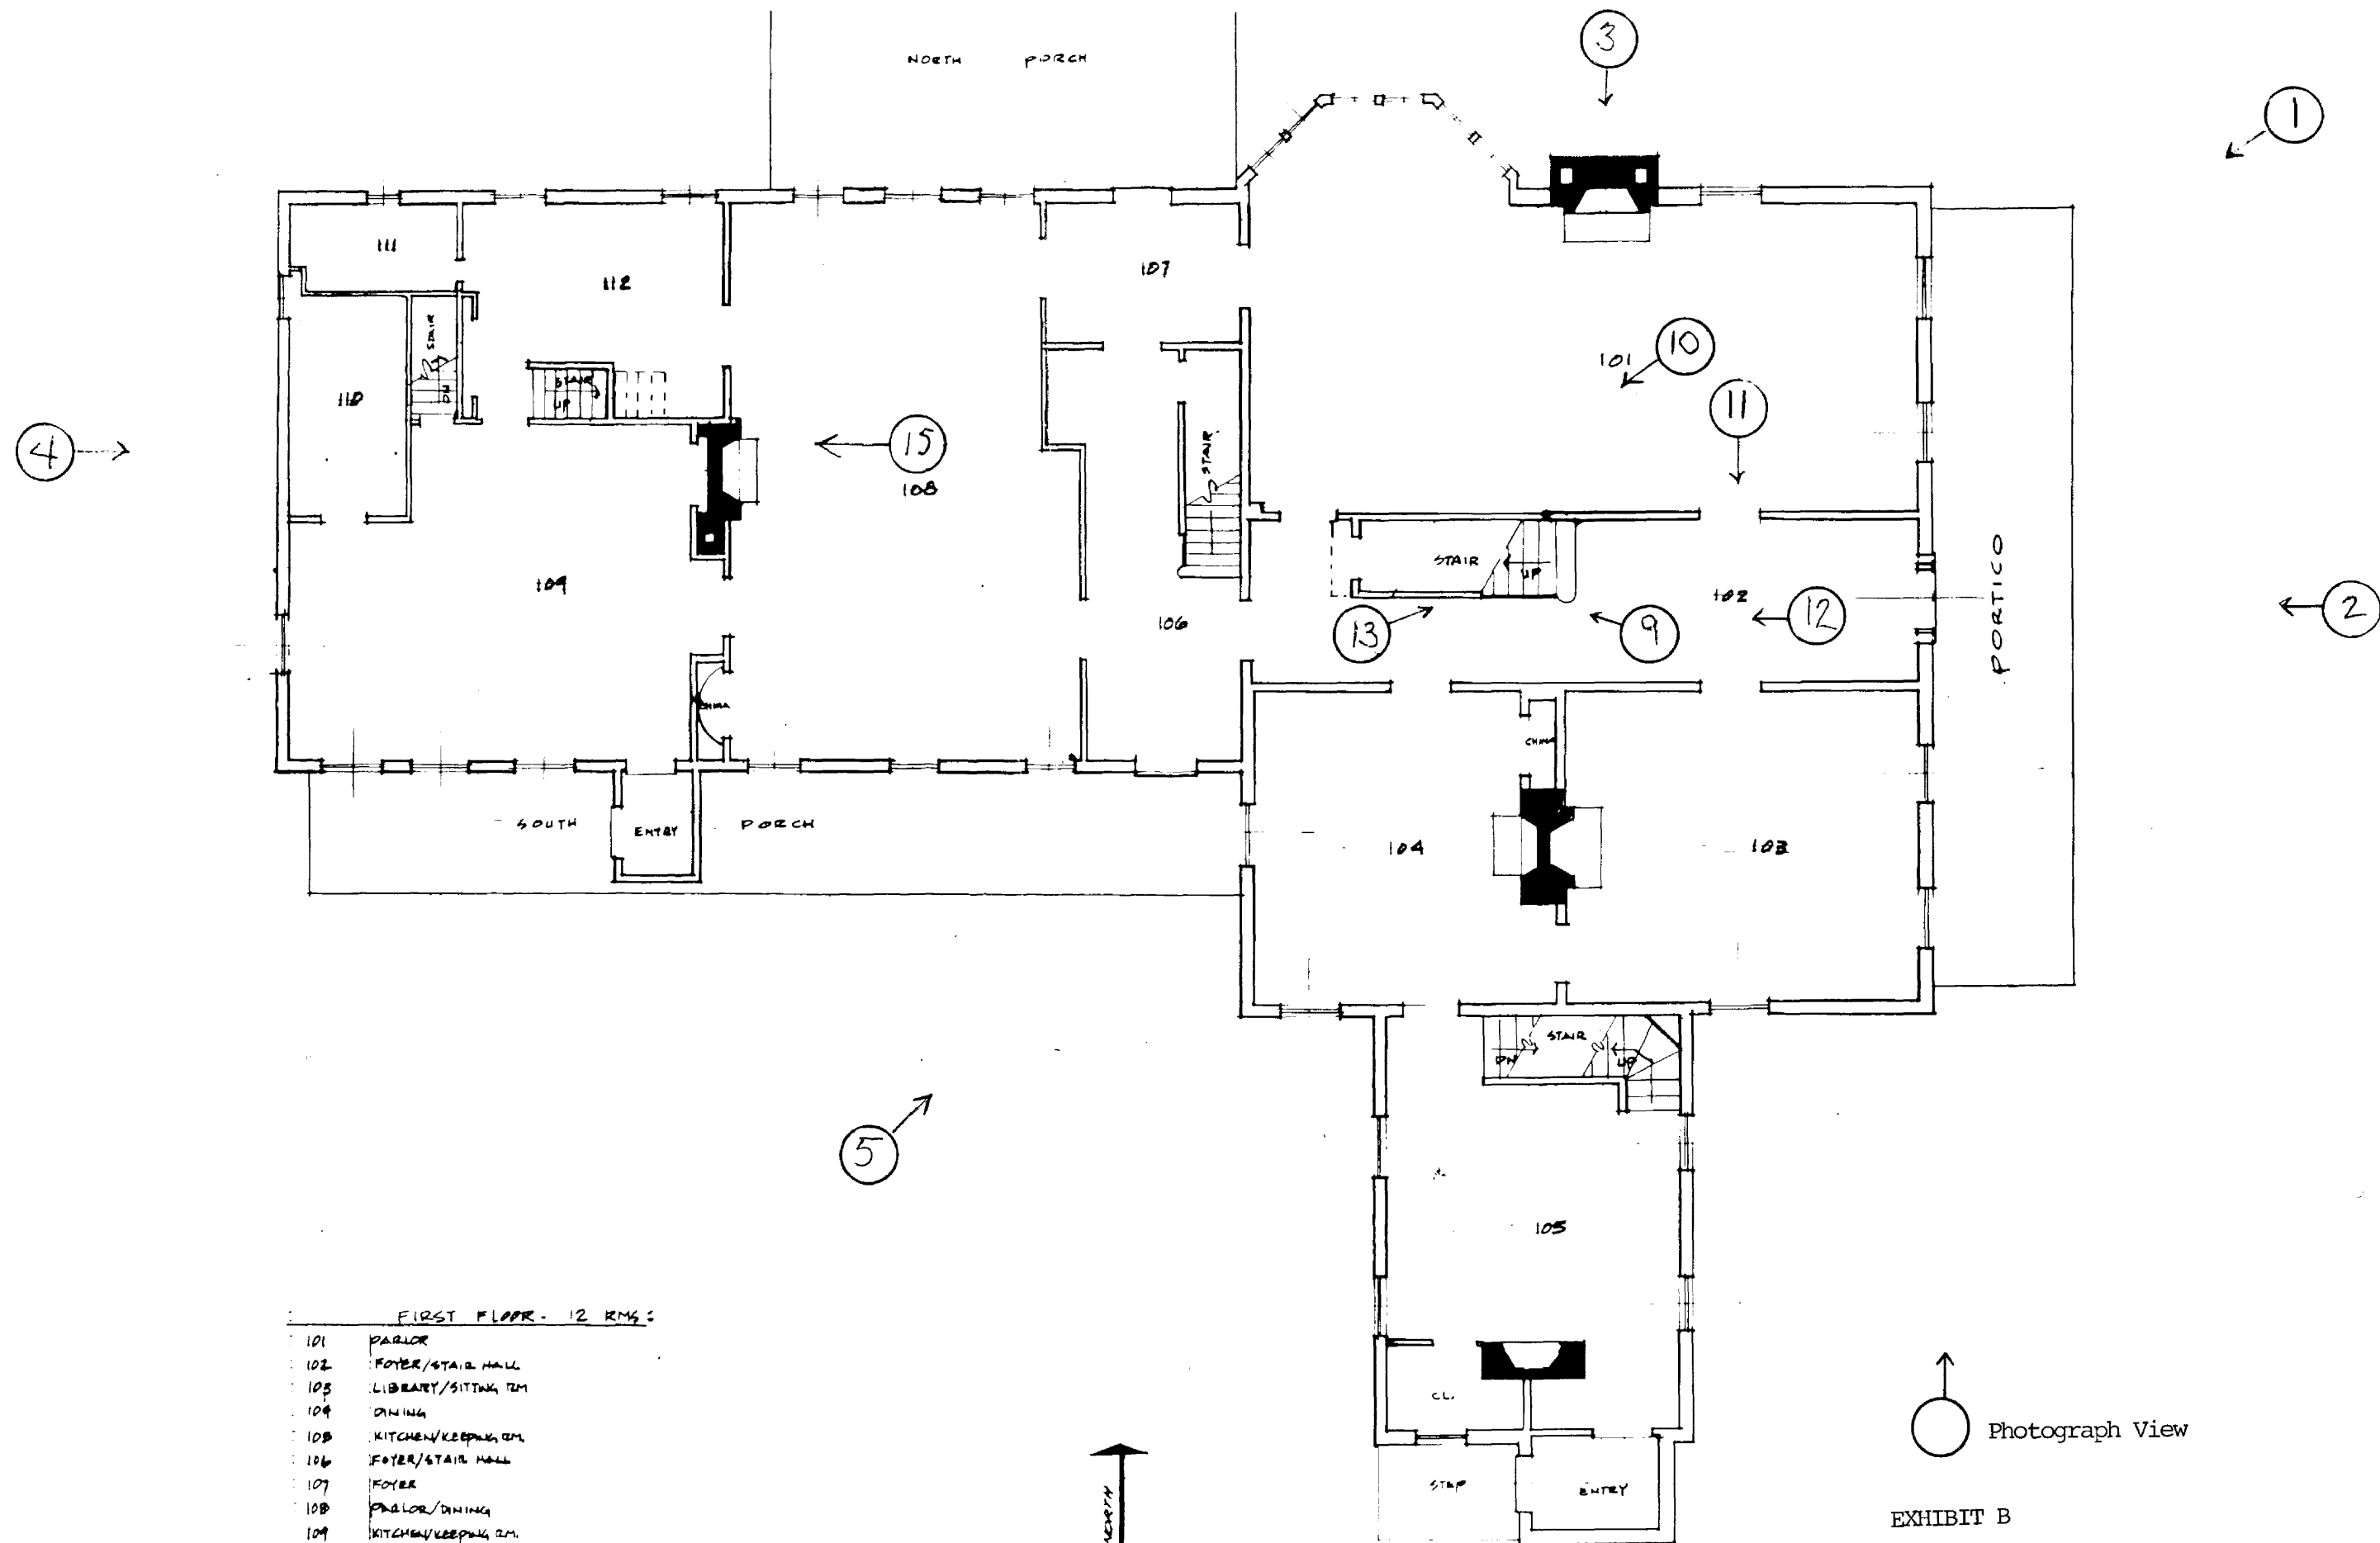 NORTH PORCH
3
1
111
112
107
STAIR
DN
110
STAIR
UP
101
10
11
4
15
108
STAIR
109
STAIR
UP
102
12
2
PORTICO
106
13
9
CHINA
CHINA
SOUTH
ENTRY
PORCH
104
103
STAIR
DN
UP
5
105
FIRST FLOOR - 12 RMS:
101 PARLOR
102 FOYER/STAIR HALL
103 LIBRARY/SITTING RM
104 DINING
105 KITCHEN/KEEPING RM.
106 FOYER/STAIR HALL
107 FOYER
108 PARLOR/DINING
109 KITCHEN/KEEPING RM.
CL.
STEP
ENTRY
NORTH
Photograph View
EXHIBIT B